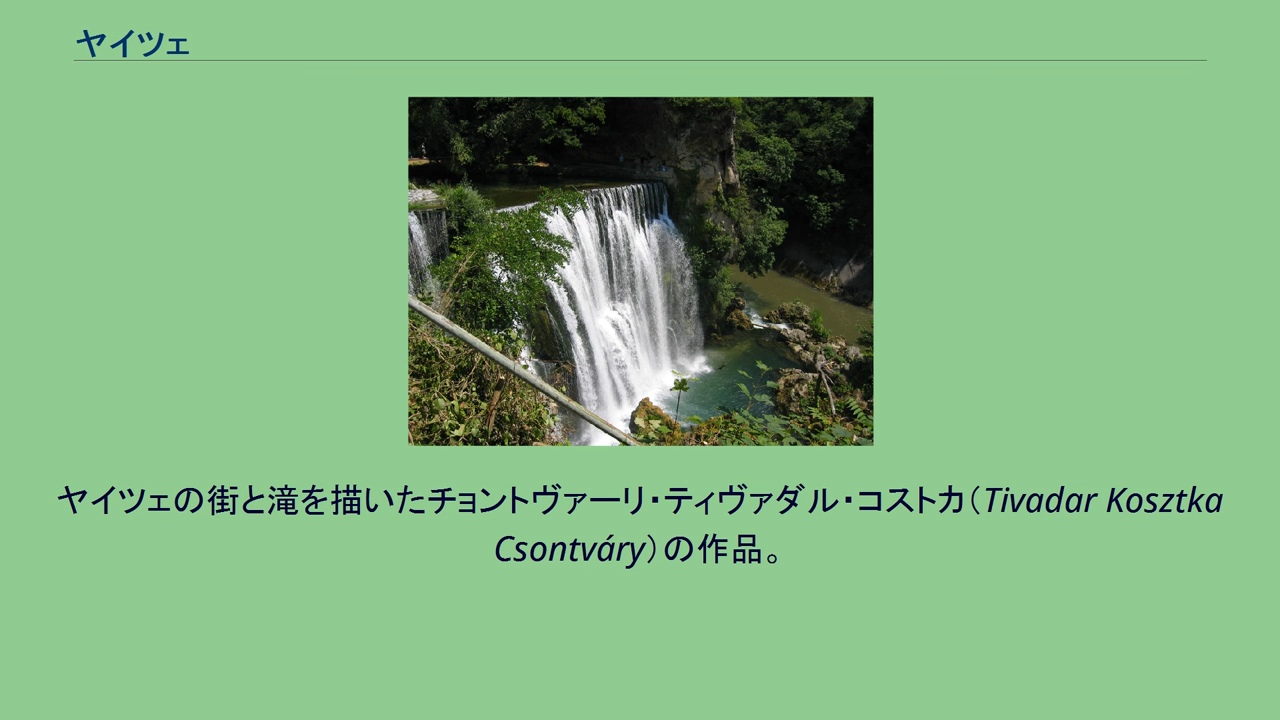 ヤイツェ
ヤイツェの街と滝を描いたチョントヴァーリ・ティヴァダル・コストカ（Tivadar Kosztka
Csontváry）の作品。